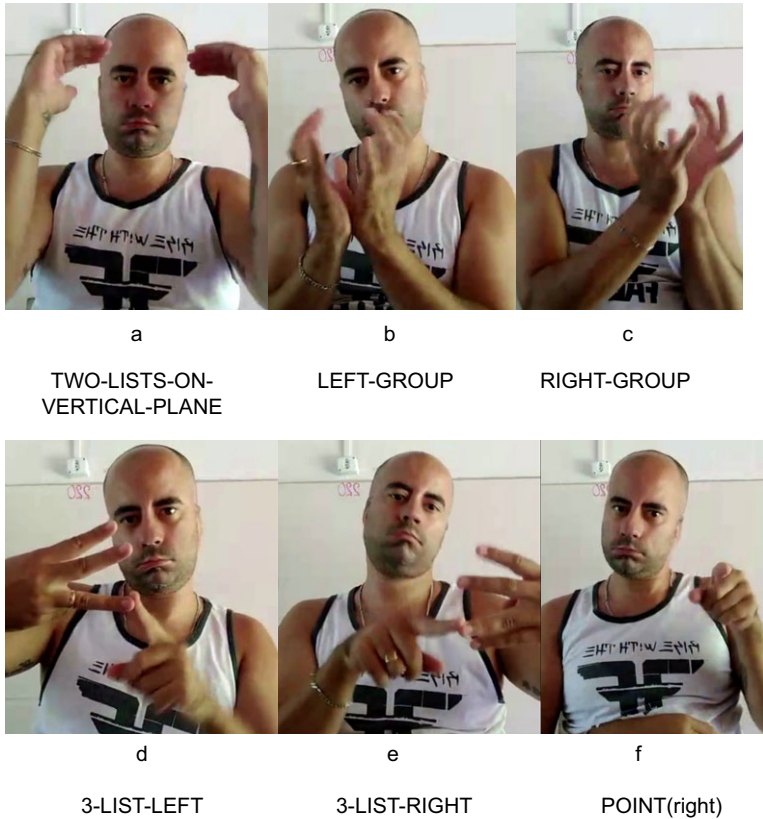 a b c
TWO-LISTS-ON- LEFT-GROUP RIGHT-GROUP
VERTICAL-PLANE
d e f
3-LIST-LEFT 3-LIST-RIGHT POINT(right)